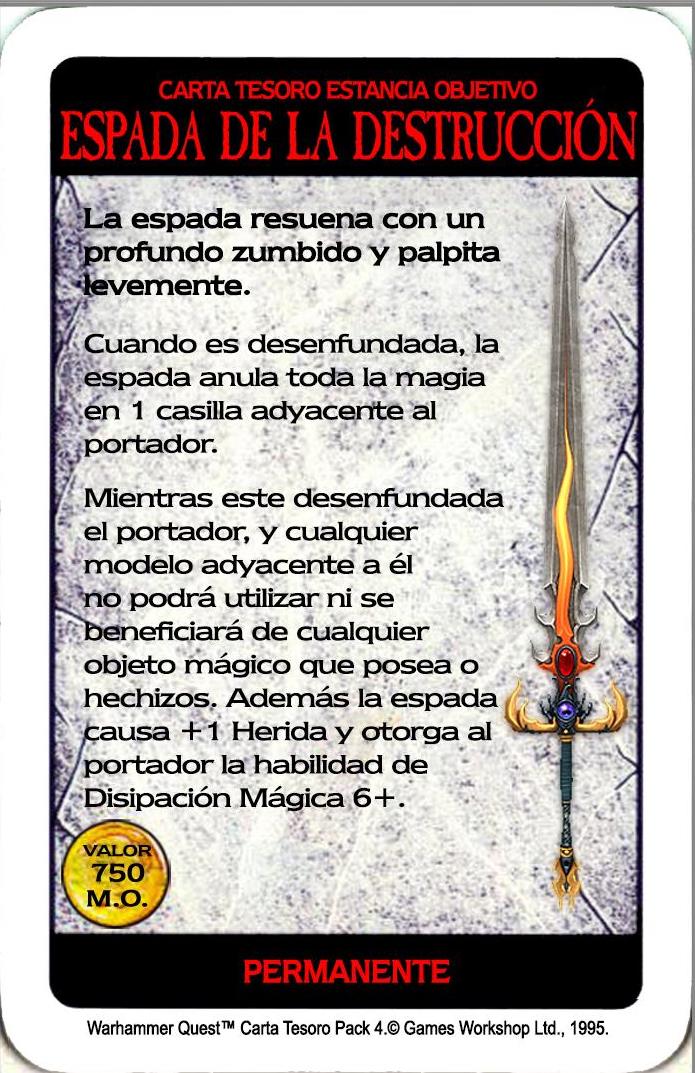 CARTA TESORO ESTANCIA OBJETIVO
ESPADA DE LA DESTRUCCIÓN
La espada resuena con un
profundo zumbido y palpita
levemente.
Cuando es desenfundada, la
espada anula toda la magia
en 1 casilla adyacente al
portador.
Mientras este desenfundada
el portador, y cualquier
modelo adyacente a él
no podrá utilizar ni se
beneficiará de cualquier
objeto mágico que posea o
hechizos. Además la espada
causa +1 Herida y otorga al
portador la habilidad de
Disipación Mágica 6+.
VALOR
750
M.O.
PERMANENTE
Warhammer Quest™ Carta Tesoro Pack 4.© Games Workshop Ltd., 1995.